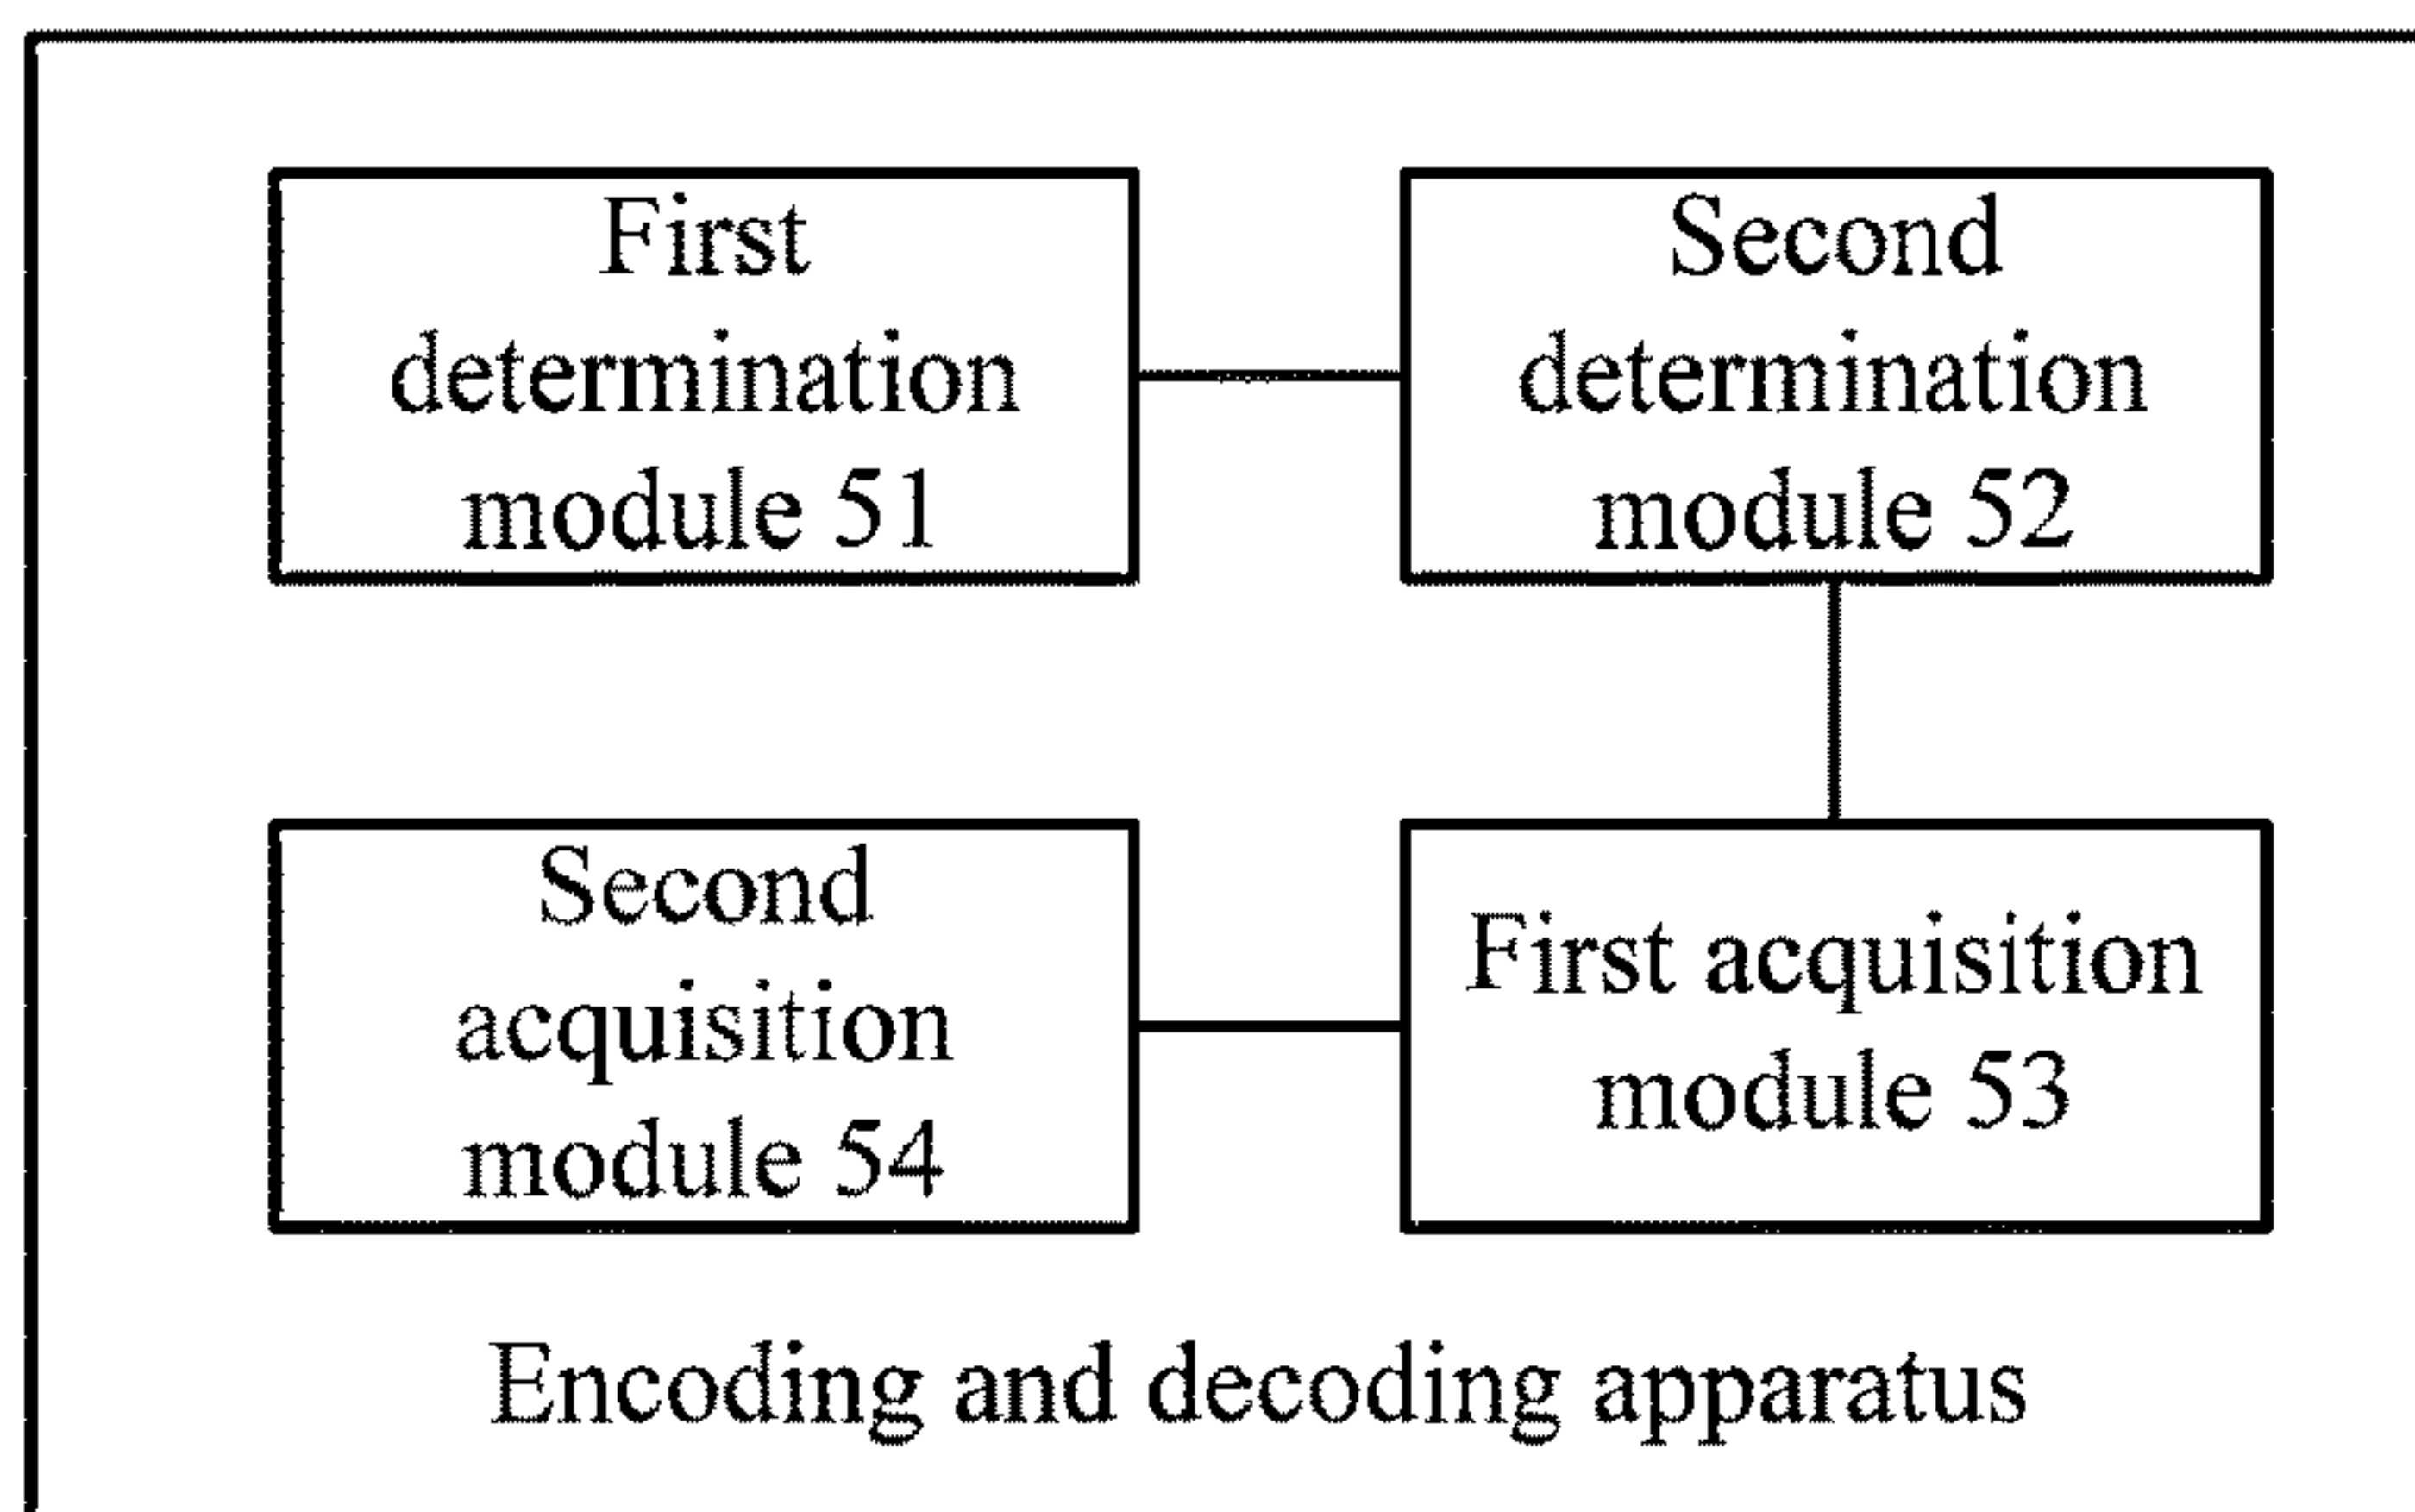 First
determination
module 51
Second
determination
module 52
Second
acquisition
module 54
First acquisition
module 53
Encoding and decoding apparatus